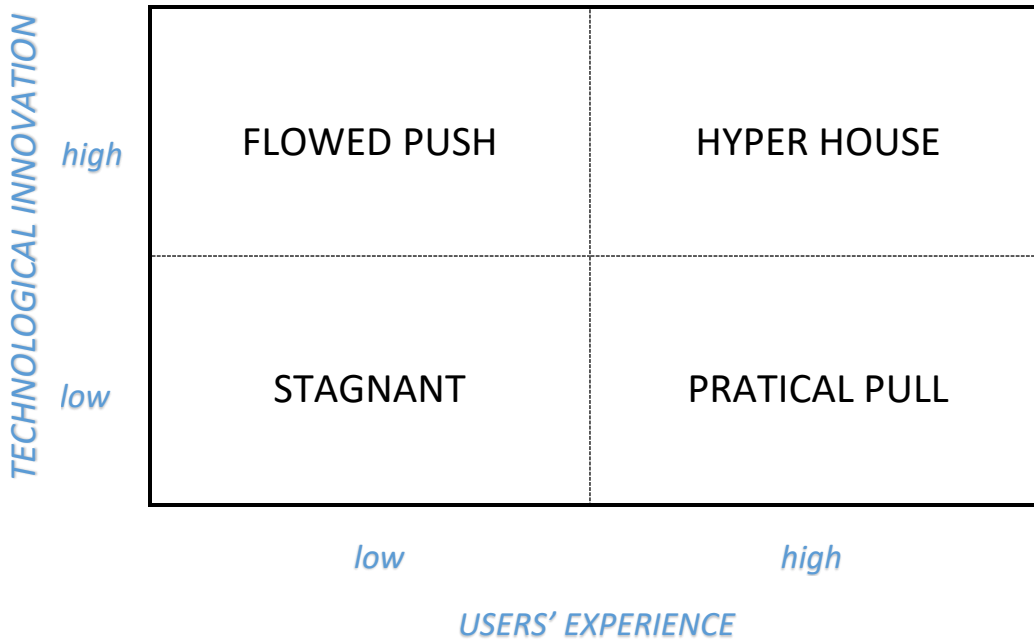 TECHNOLOGICAL INNOVATION
high
FLOWED PUSH
HYPER HOUSE
low
STAGNANT
PRATICAL PULL
low
high
USERS’ EXPERIENCE